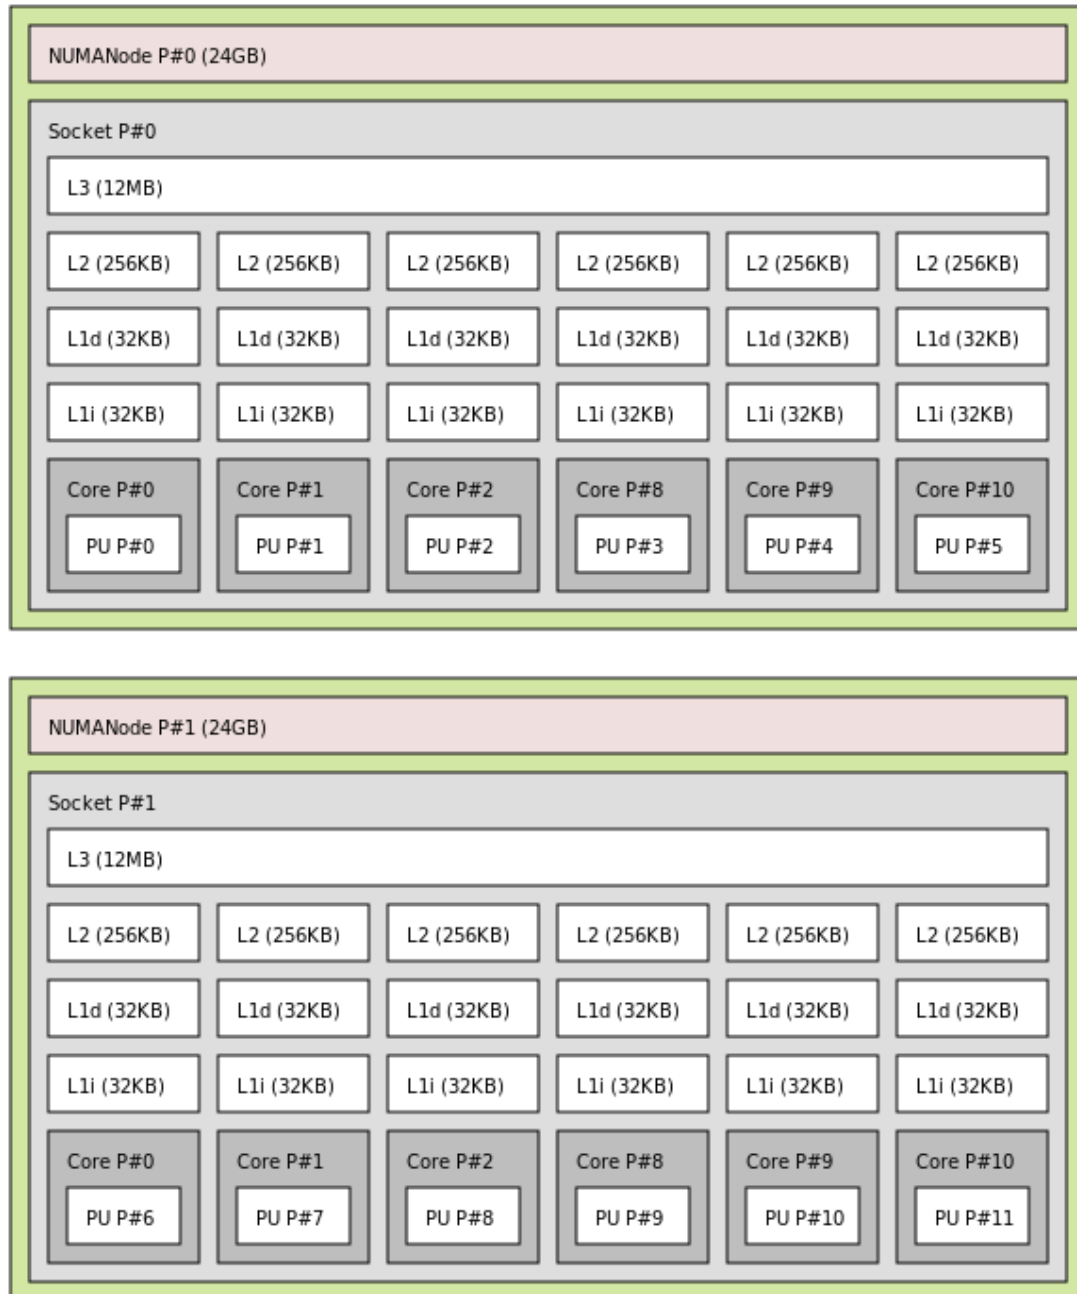 NUMANode P#0 (24GB)
Socket P#0
L3 (12MB)
L2 (256KB) L2 (256KB) L2 (256KB) L2 (256KB) L2 (256KB) L2 (256KB)
L1d (32KB) L1d (32KB) L1d (32KB) L1d (32KB) L1d (32KB) L1d (32KB)
L1i (32KB) L1i (32KB) L1i (32KB) L1i (32KB) L1i (32KB) L1i (32KB)
Core P#0 Core P#1 Core P#2 Core P#8 Core P#9 Core P#10
PU P#0 PU P#1 PU P#2 PU P#3 PU P#4 PU P#5
NUMANode P#1 (24GB)
Socket P#1
L3 (12MB)
L2 (256KB) L2 (256KB) L2 (256KB) L2 (256KB) L2 (256KB) L2 (256KB)
L1d (32KB) L1d (32KB) L1d (32KB) L1d (32KB) L1d (32KB) L1d (32KB)
L1i (32KB) L1i (32KB) L1i (32KB) L1i (32KB) L1i (32KB) L1i (32KB)
Core P#0 Core P#1 Core P#2 Core P#8 Core P#9 Core P#10
PU P#6 PU P#7 PU P#8 PU P#9 PU P#10 PU P#11